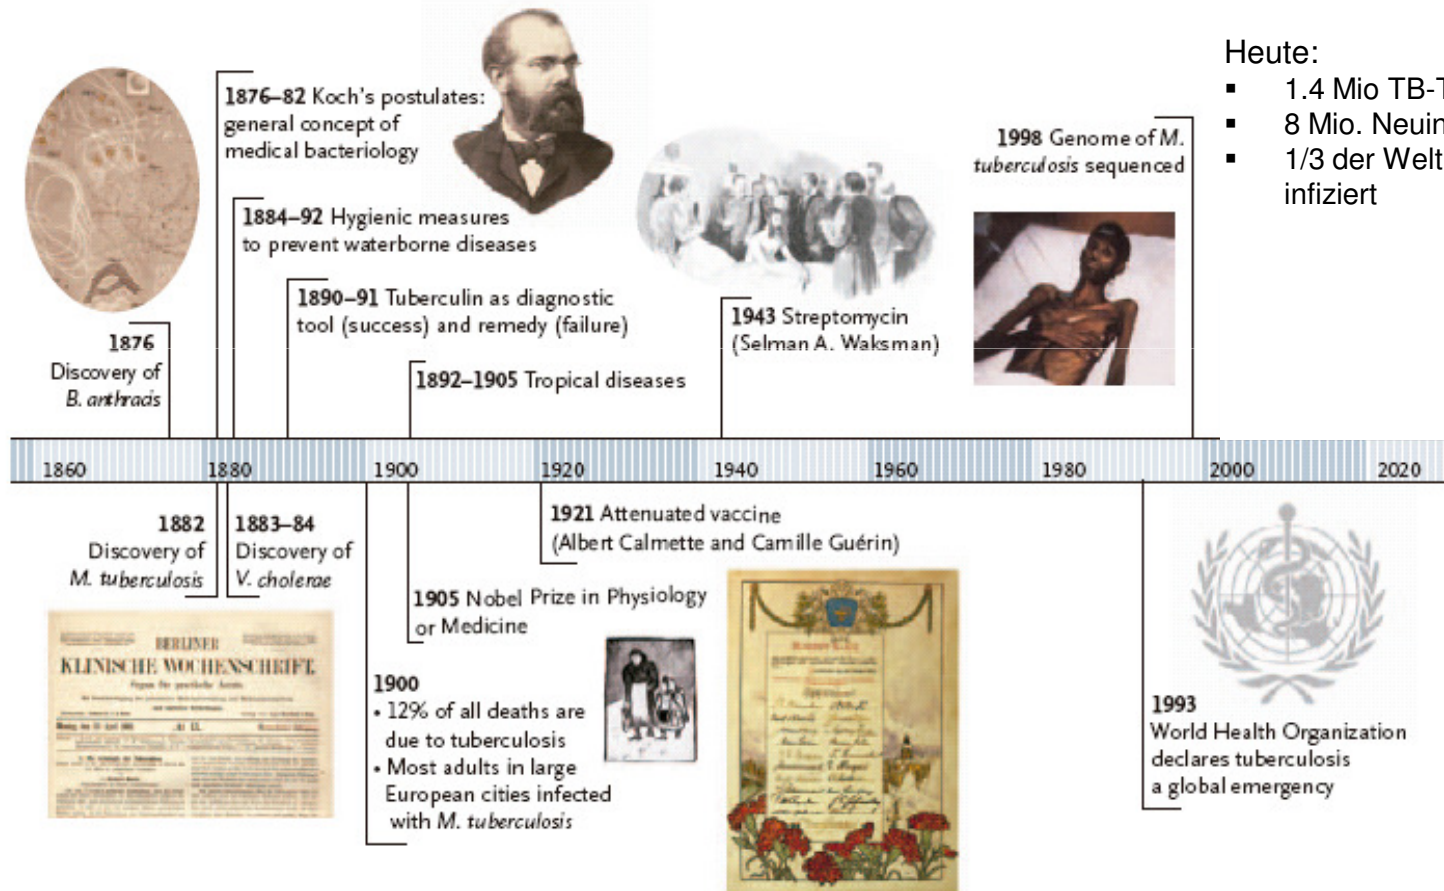 Heute:
▪ 1.4 Mio TB-T
▪ 8 Mio. Neuin
▪ 1/3 der Welt
infiziert
1876–82 Koch's postulates:
general concept of
medical bacteriology
1884–92 Hygienic measures
to prevent waterborne diseases
1890–91 Tuberculin as diagnostic
tool (success) and remedy (failure)
1892–1905 Tropical diseases
1876
Discovery of
B. anthracis
1943 Streptomycin
(Selman A. Waksman)
1998 Genome of M.
tuberculosis sequenced
1860 1880 1900 1920 1940 1960 1980 2000 2020
1882
Discovery of
M. tuberculosis
1883–84
Discovery of
V. cholerae
BERLINER
KLINISCHE WOCHENSCHRIFT.
1905 Nobel Prize in Physiology
or Medicine
1900
• 12% of all deaths are
due to tuberculosis
• Most adults in large
European cities infected
with M. tuberculosis
1921 Attenuated vaccine
(Albert Calmette and Camille Guérin)
1993
World Health Organization
declares tuberculosis
a global emergency